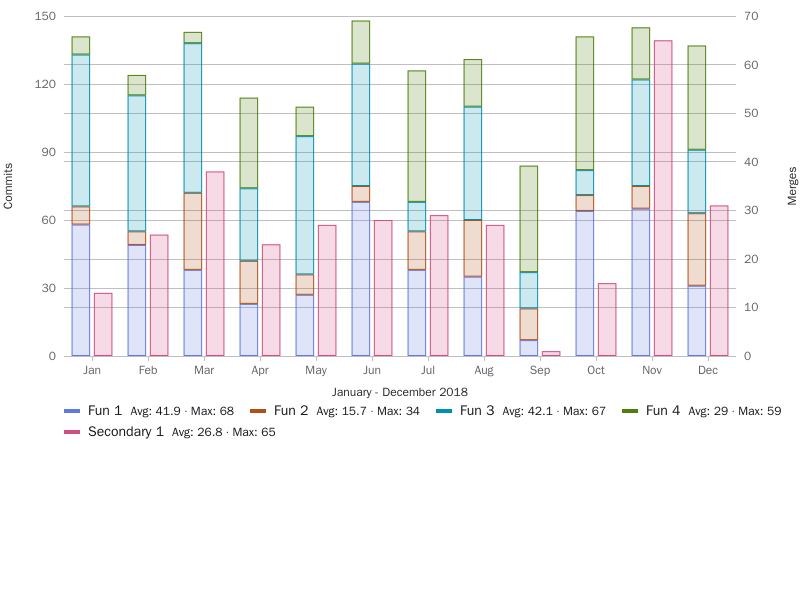 150
120
90
60
30
0
Commits
70
60
50
40
30
20
10
0
Merges
Jan Feb Mar Apr May Jun Jul Aug Sep Oct Nov Dec
January - December 2018
Fun 1 Avg: 41.9 · Max: 68 Fun 2 Avg: 15.7 · Max: 34 Fun 3 Avg: 42.1 · Max: 67 Fun 4 Avg: 29 · Max: 59
Secondary 1 Avg: 26.8 · Max: 65